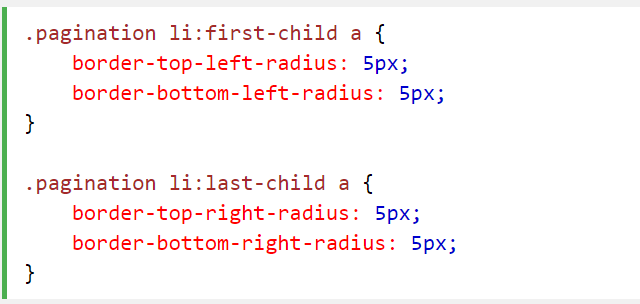 .pagination li:first-child a {
    border-top-left-radius: 5px;
    border-bottom-left-radius: 5px;
}

.pagination li:last-child a {
    border-top-right-radius: 5px;
    border-bottom-right-radius: 5px;
}